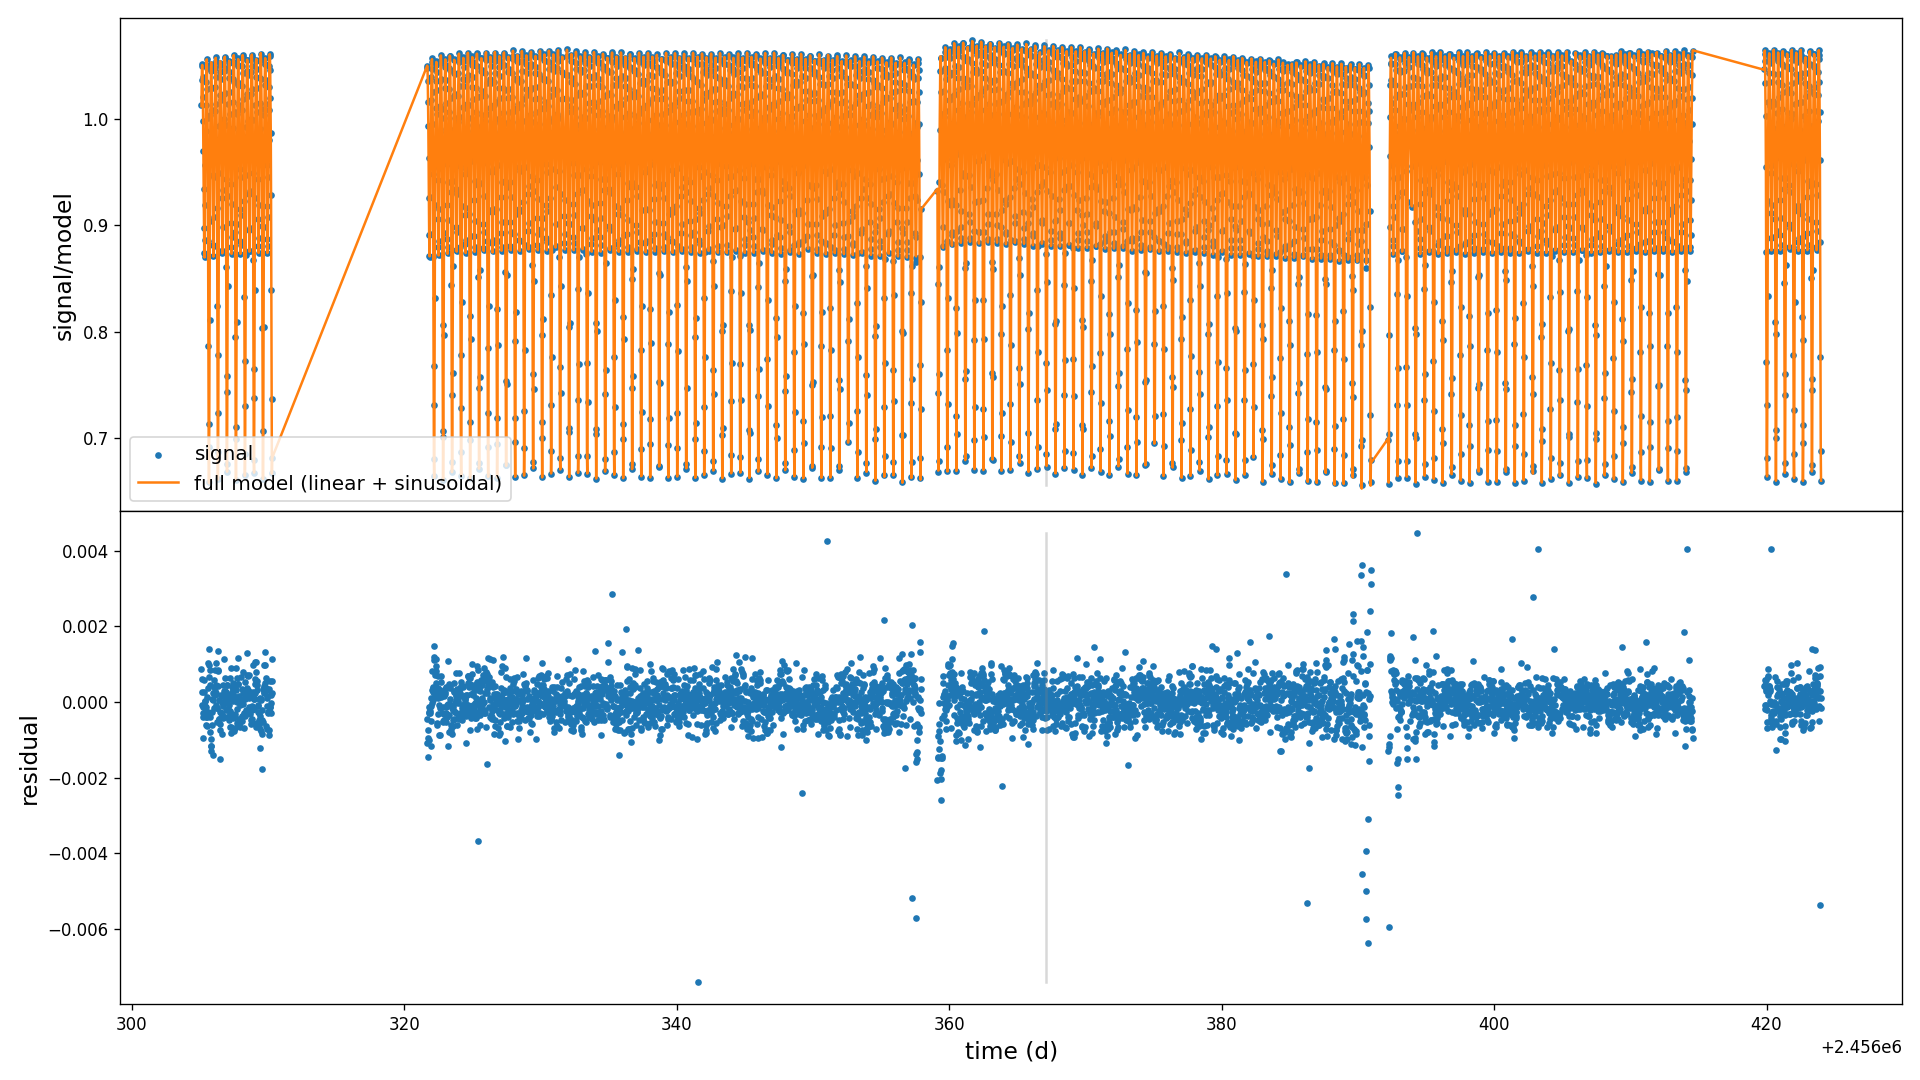 signal/model
1.0
0.9
0.8
0.7
signal
full model (linear + sinusoidal)
residual
0.004
0.002
0.000
−0.002
−0.004
−0.006
300
320
340
360
380
400
420
time (d)
+2.456e6